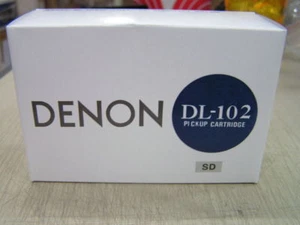 DENON
DL-102
PICKUP CARTRIDGE
SD